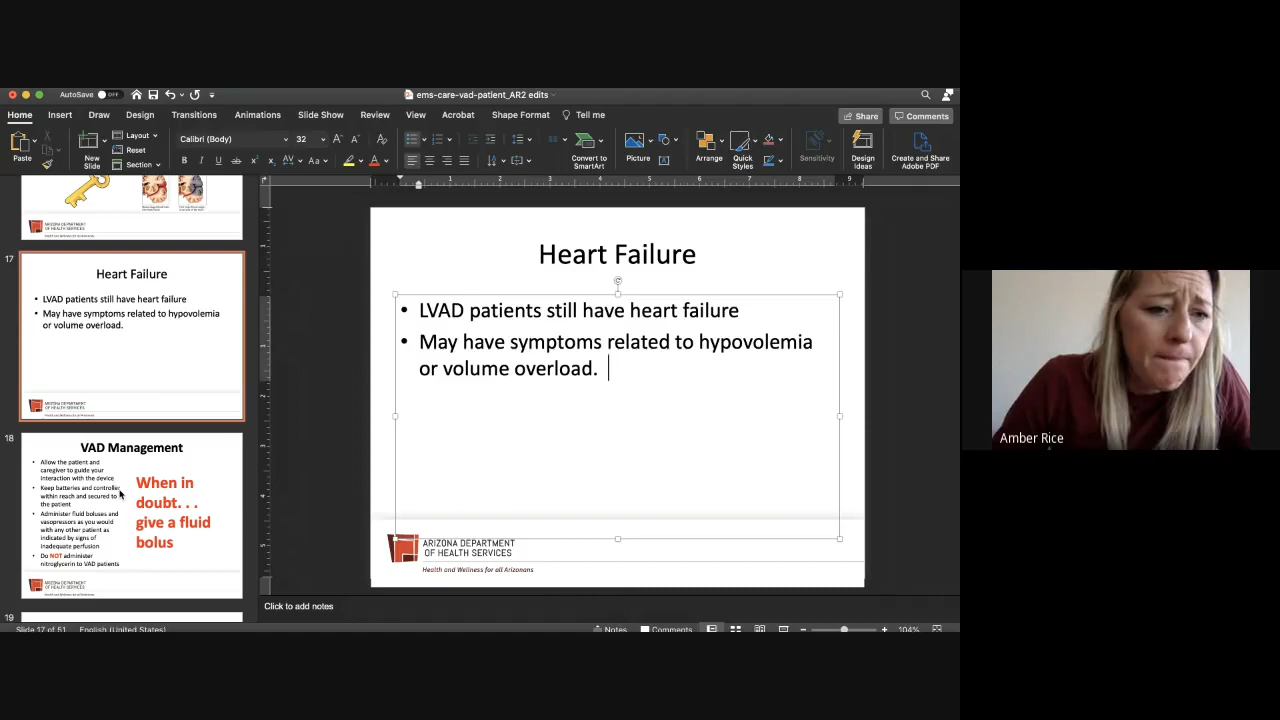 AutoSave OFF
ems-care-vad-patient_AR2 edits
Home Insert Draw Design Transitions Animations Slide Show Review View Acrobat Shape Format Tell me
Share Comments
Paste
New Slide
Layout
Reset
Section
Calibri (Body) 32
Convert to SmartArt
Picture
Arrange
Quick Styles
Sensitivity
Design Ideas
Create and Share Adobe PDF
ARIZONA DEPARTMENT
OF HEALTH SERVICES
17
Heart Failure
• LVAD patients still have heart failure
• May have symptoms related to hypovolemia
or volume overload.
ARIZONA DEPARTMENT
OF HEALTH SERVICES
18
VAD Management
• Allow the patient and
caregiver to guide your
interaction with the device
• Keep batteries and controller
within reach and secured to
the patient
• Administer fluid boluses and
vasopressors as you would
with any other patient as
indicated by signs of
inadequate perfusion
• Do NOT administer
nitroglycerin to VAD patients
When in
doubt. . .
give a fluid
bolus
ARIZONA DEPARTMENT
OF HEALTH SERVICES
19
Heart Failure
• LVAD patients still have heart failure
• May have symptoms related to hypovolemia
or volume overload.
ARIZONA DEPARTMENT
OF HEALTH SERVICES
Health and Wellness for all Arizonans
Click to add notes
Slide 17 of 51 English (United States)
Notes Comments 104%
Amber Rice